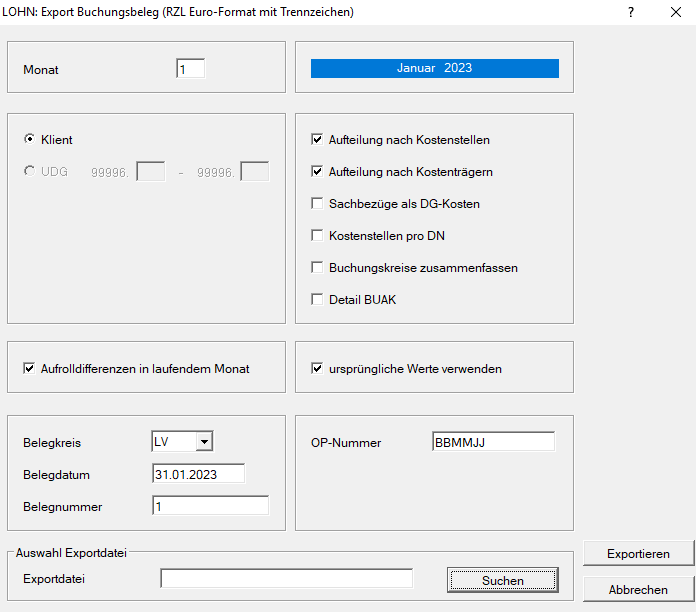 LOHN: Export Buchungsbeleg (RZL Euro-Format mit Trennzeichen)
?
Monat 1
Januar 2023
Klient
UDG 99996. - 99996.
Aufteilung nach Kostenstellen
Aufteilung nach Kostenträgern
Sachbezüge als DG-Kosten
Kostenstellen pro DN
Buchungskreise zusammenfassen
Detail BUAK
Aufrolldifferenzen in laufendem Monat
ursprüngliche Werte verwenden
Belegkreis LV
Belegdatum 31.01.2023
Belegnummer 1
OP-Nummer BBMMJJ
Auswahl Exportdatei
Exportdatei Suchen
Exportieren
Abbrechen